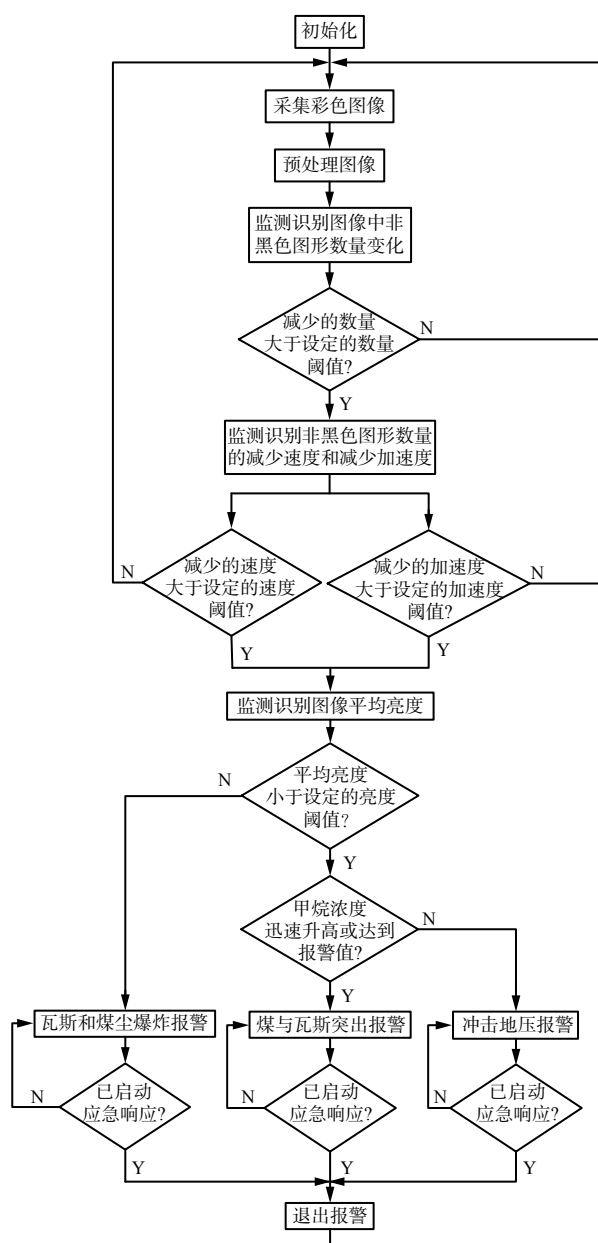 初始化
采集彩色图像
预处理图像
监测识别图像中非
黑色图形数量变化
减少的数量
大于设定的数量
阈值?
N
Y
监测识别非黑色图形数量
的减少速度和减少加速度
减少的速度
大于设定的速度
阈值?
N
Y
减少的加速度
大于设定的加速度
阈值?
N
Y
监测识别图像平均亮度
平均亮度
小于设定的亮度
阈值?
N
Y
甲烷浓度
迅速升高或达到
报警值?
N
Y
瓦斯和煤尘爆炸报警
煤与瓦斯突出报警
冲击地压报警
已启动
应急响应?
N
Y
已启动
应急响应?
N
Y
已启动
应急响应?
N
Y
退出报警